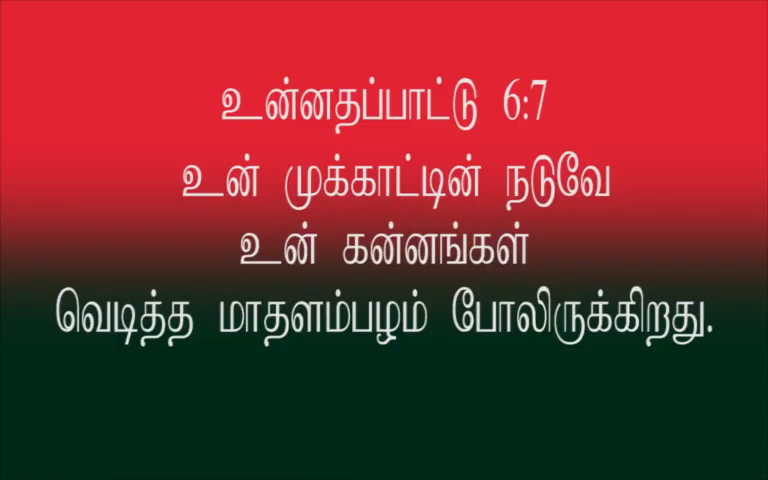 உன்னதப்பாட்டு 6:7
உன் முக்காட்டின் நடுவே
உன் கன்னங்கள்
வெடித்த மாதளம்பழம் போலிருக்கிறது.